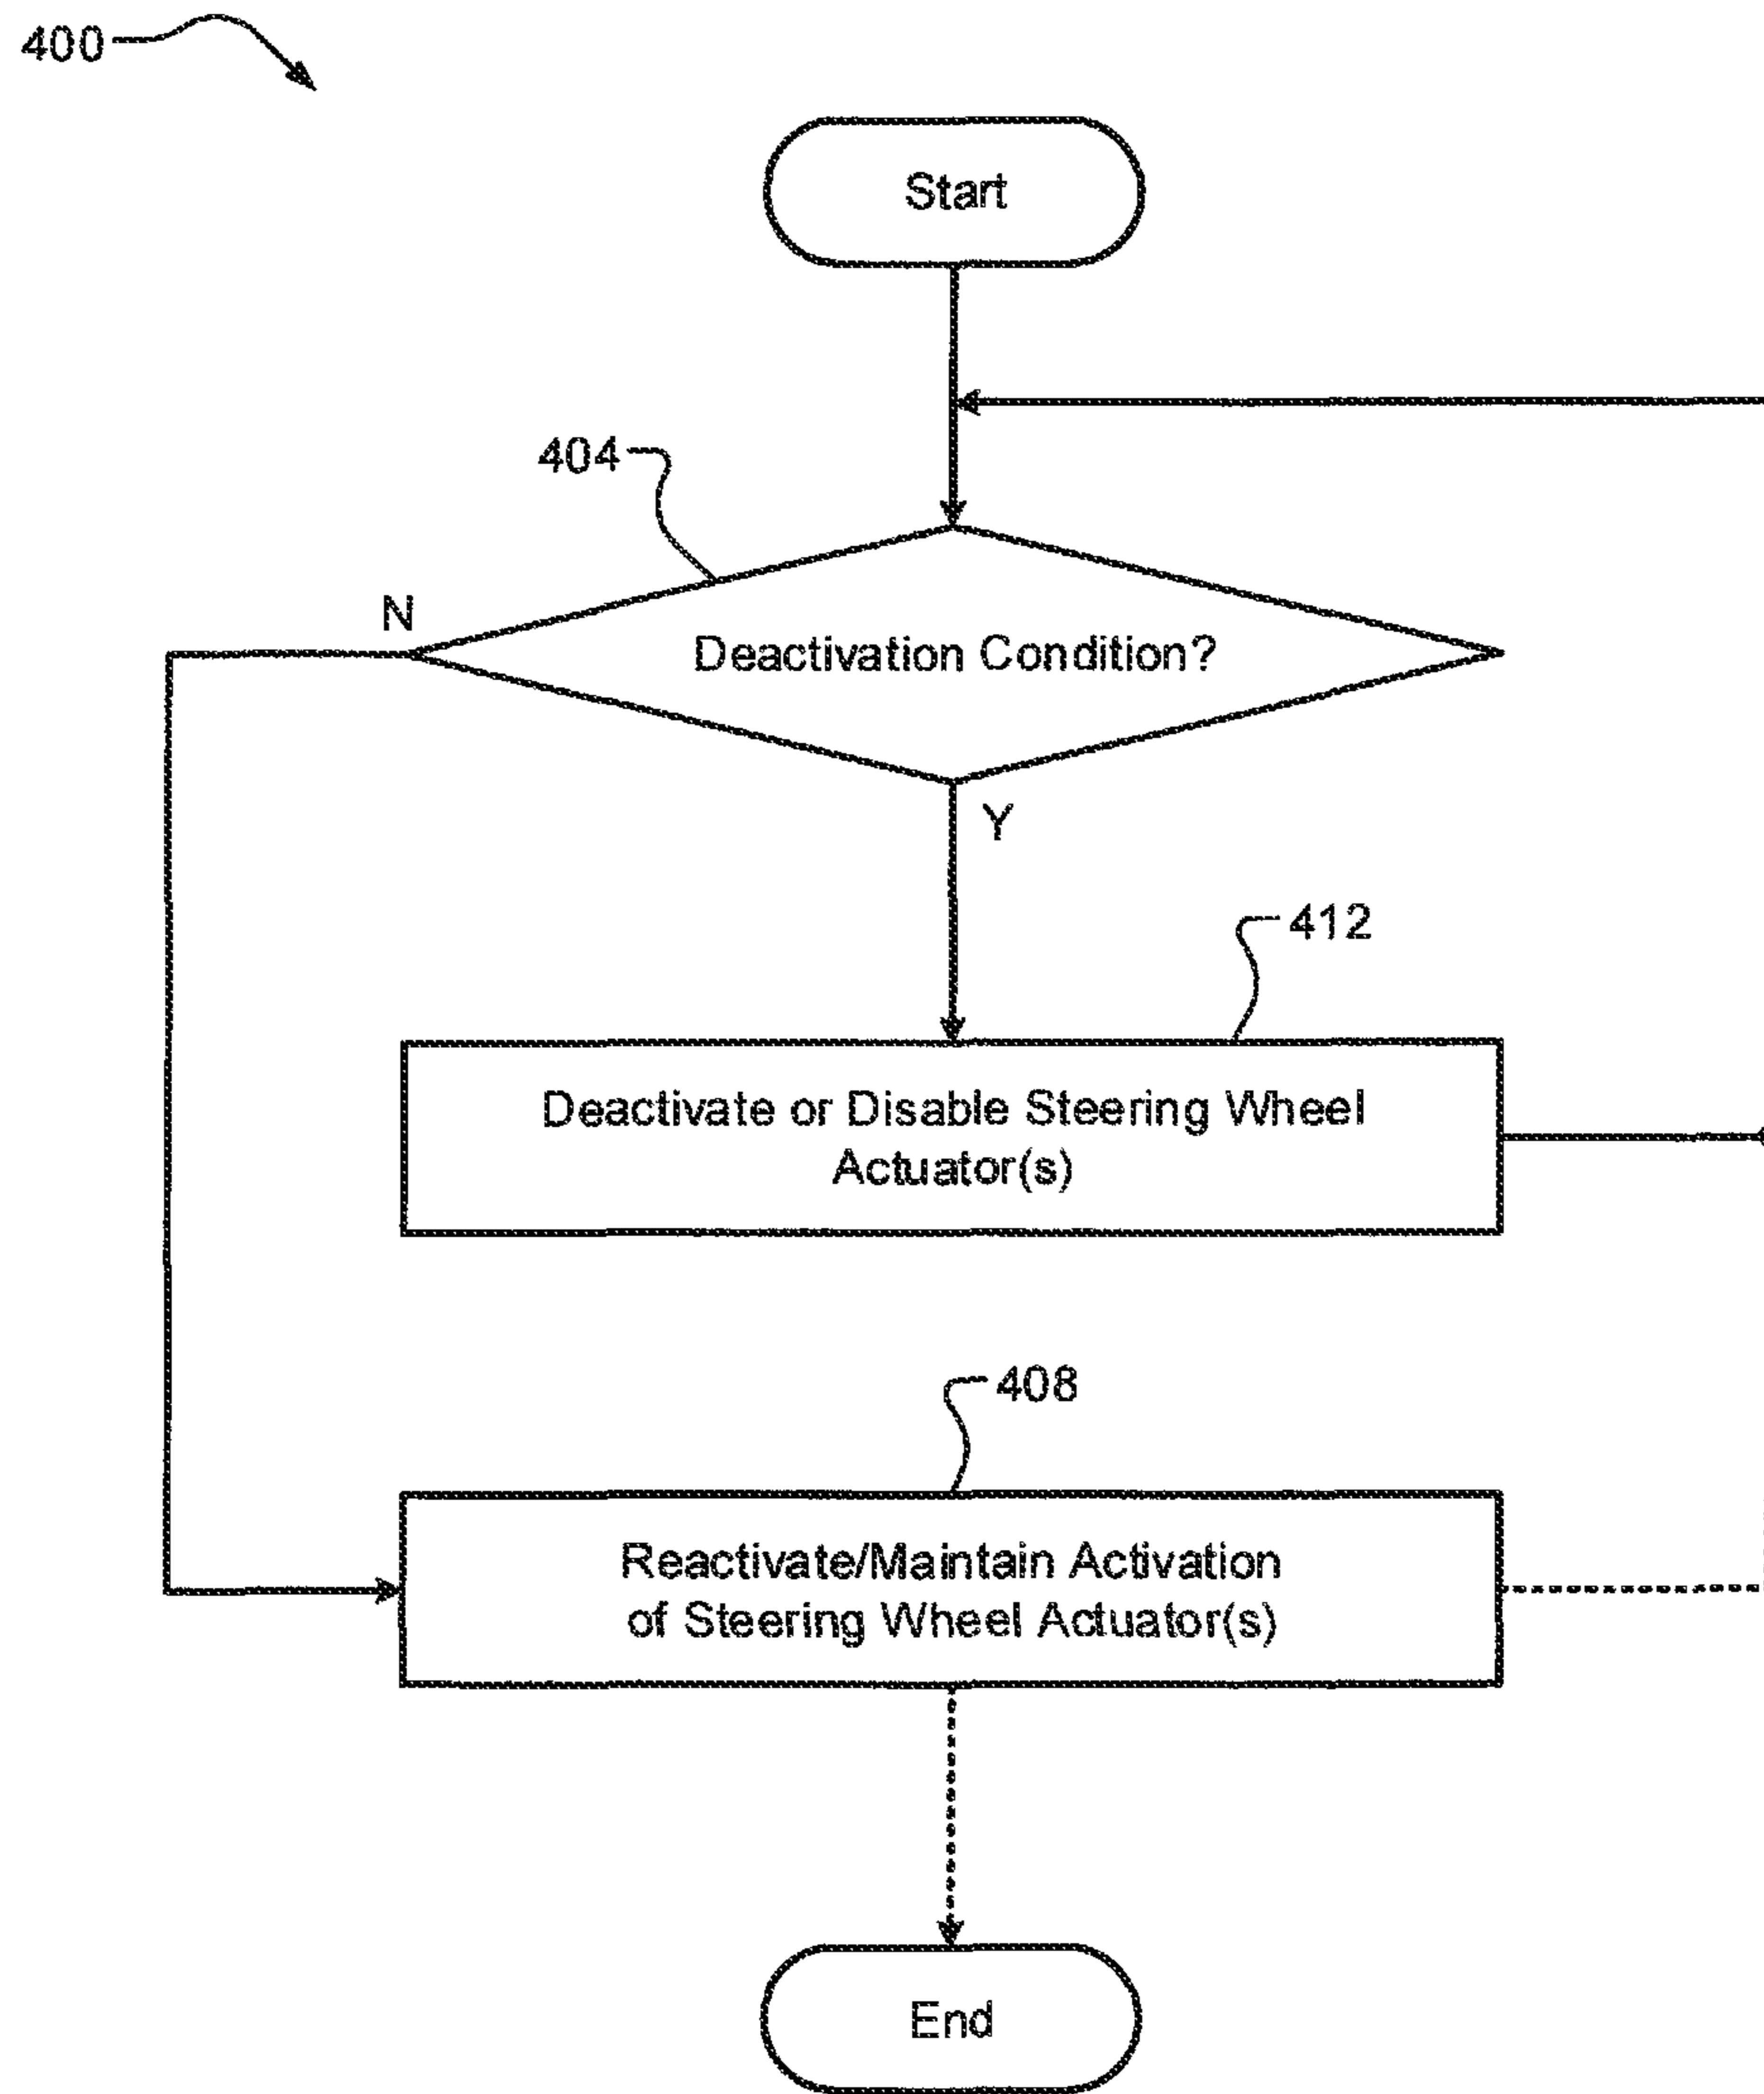 400
Start
404
N
Deactivation Condition?
Y
412
Deactivate or Disable Steering Wheel
Actuator(s)
408
Reactivate/Maintain Activation
of Steering Wheel Actuator(s)
End